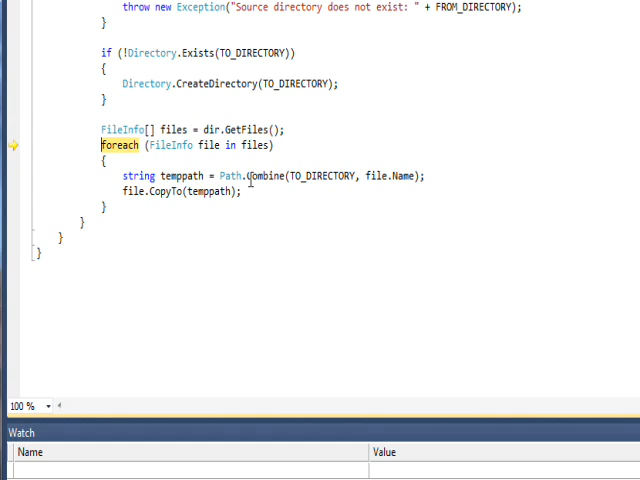 throw new Exception("Source directory does not exist: " + FROM_DIRECTORY);
}
if (!Directory.Exists(TO_DIRECTORY))
{
Directory.CreateDirectory(TO_DIRECTORY);
}
FileInfo[] files = dir.GetFiles();
foreach (FileInfo file in files)
{
string temppath = Path.Combine(TO_DIRECTORY, file.Name);
file.CopyTo(temppath);
}
}
}
}
100 %
Watch
Name Value